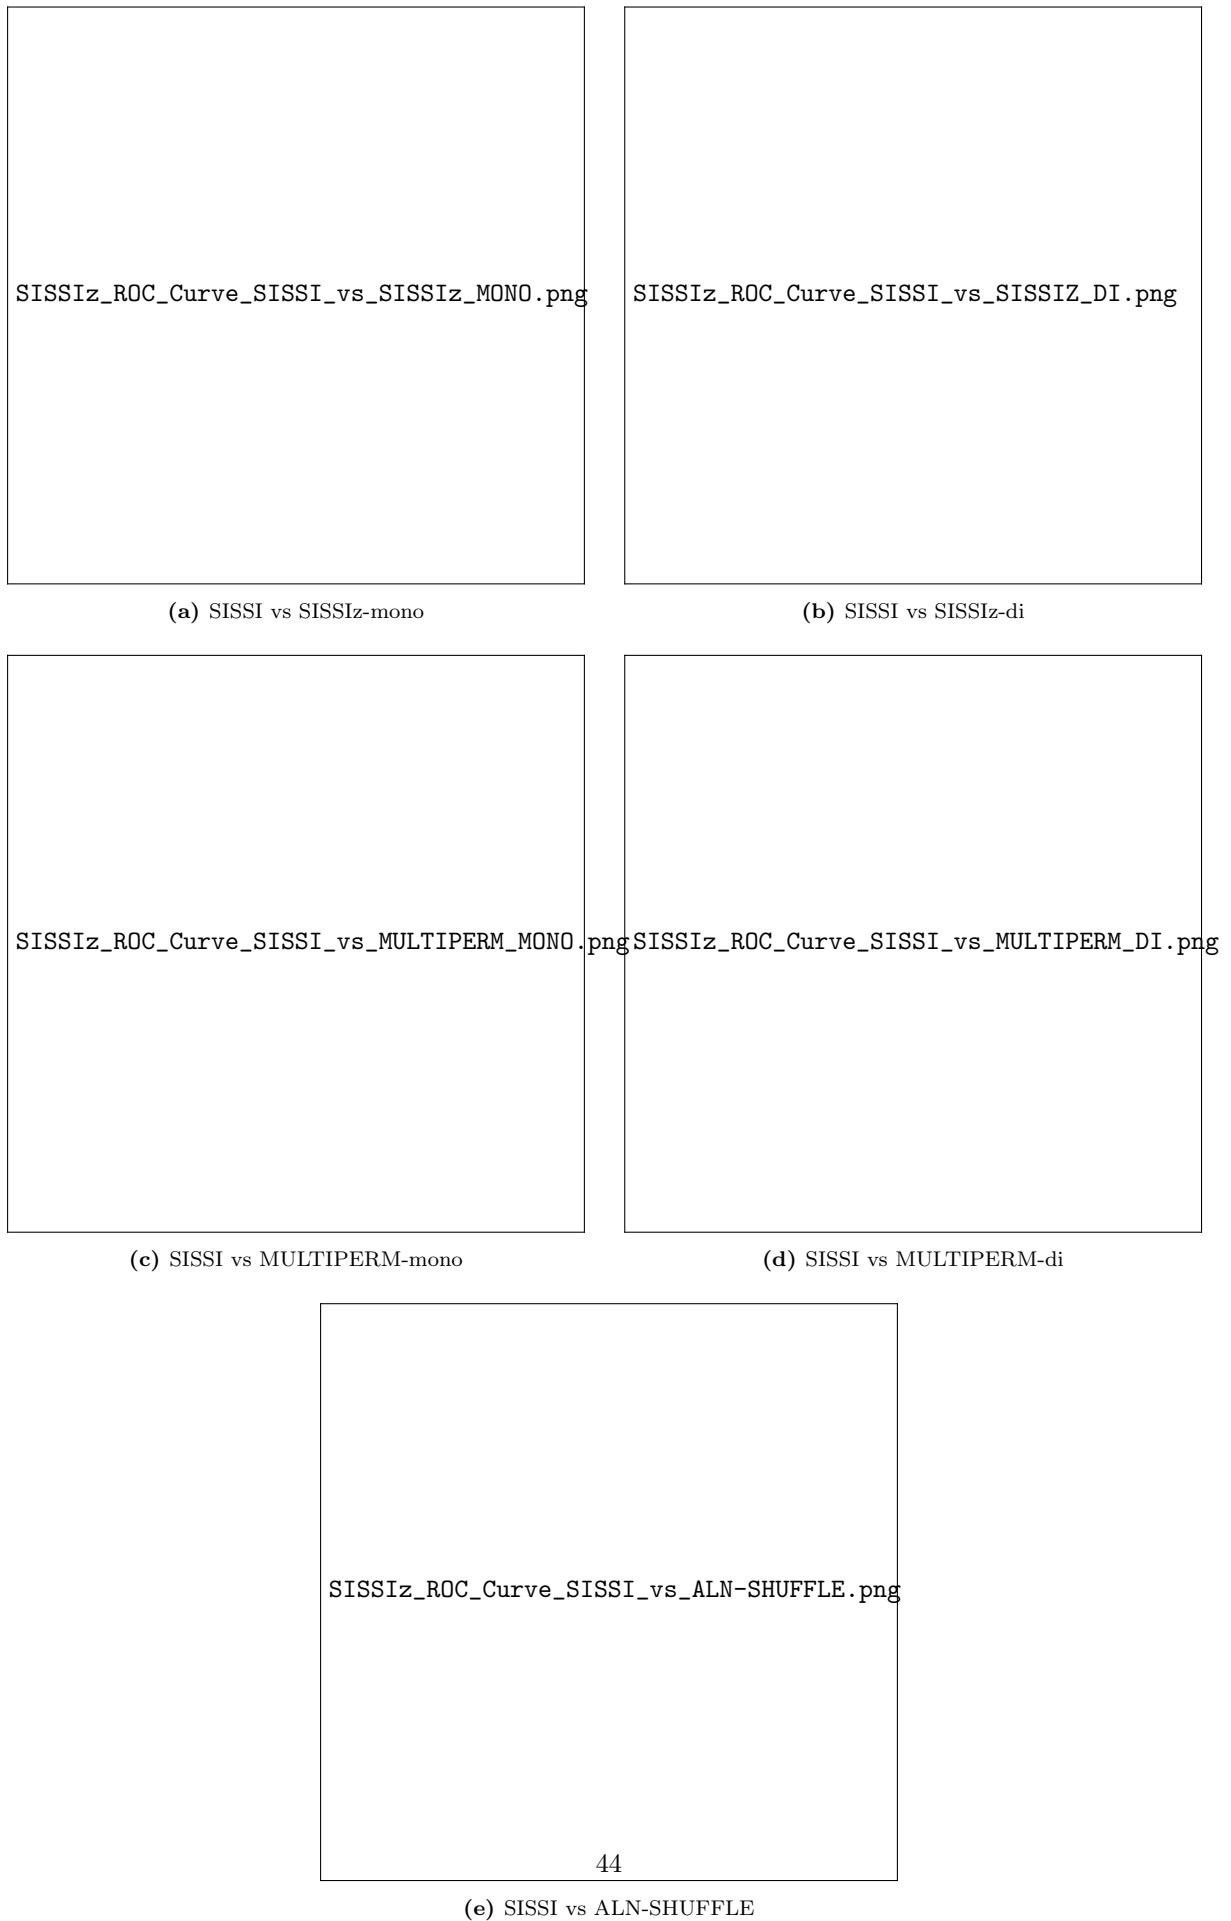 SISSIz_ROC_Curve_SISSI_vs_SISSIz_MONO.png
SISSIz_ROC_Curve_SISSI_vs_SISSIZ_DI.png
(a) SISSI vs SISSIz-mono
(b) SISSI vs SISSIz-di
SISSIz_ROC_Curve_SISSI_vs_MULTIPERM_MONO.png
SISSIz_ROC_Curve_SISSI_vs_MULTIPERM_DI.png
(c) SISSI vs MULTIPERM-mono
(d) SISSI vs MULTIPERM-di
SISSIz_ROC_Curve_SISSI_vs_ALN-SHUFFLE.png
44
(e) SISSI vs ALN-SHUFFLE